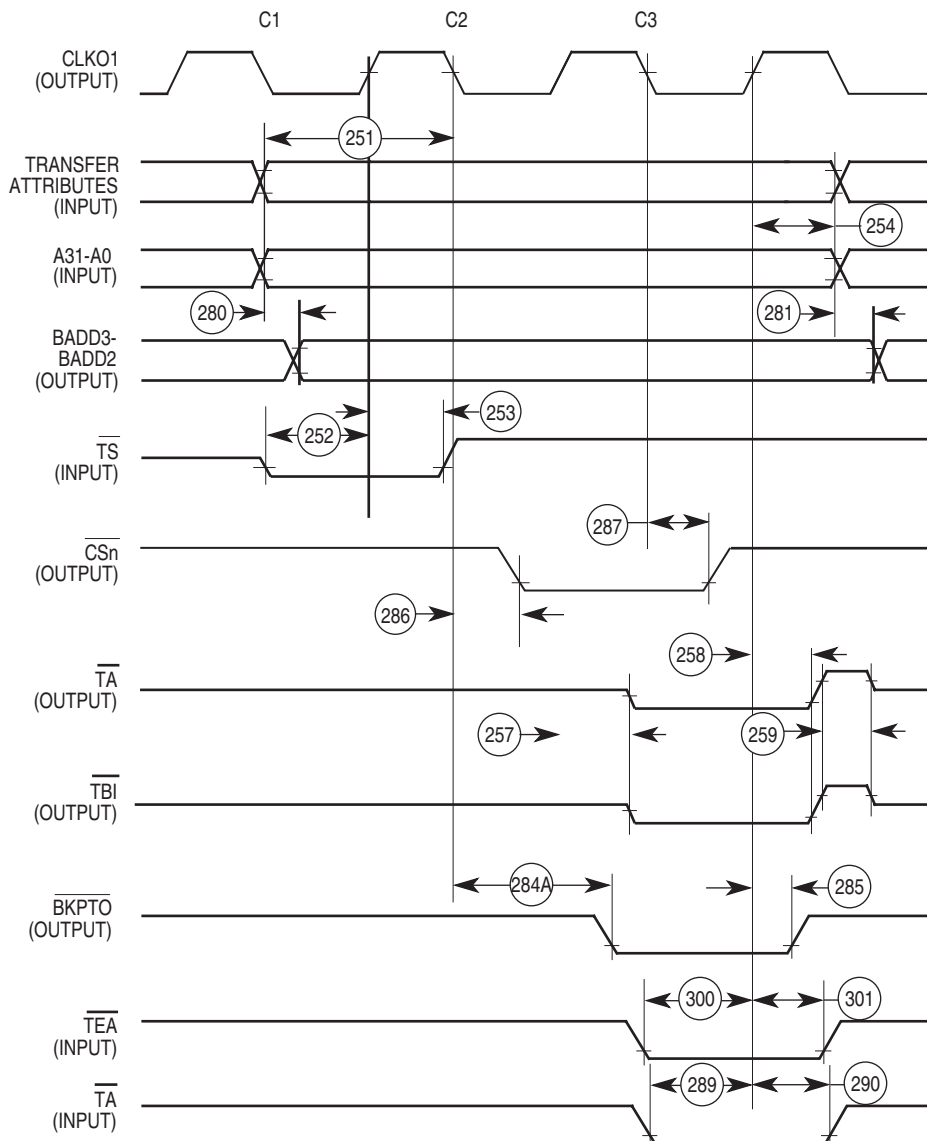 C1 C2 C3
CLKO1
(OUTPUT)
251
TRANSFER
ATTRIBUTES
(INPUT)
254
A31-A0
(INPUT)
280
281
BADD3-
BADD2
(OUTPUT)
253
252
TS
(INPUT)
287
CSn
(OUTPUT)
286
258
TA
(OUTPUT)
257
259
TBI
(OUTPUT)
284A
285
BKPTO
(OUTPUT)
300
301
TEA
(INPUT)
289
290
TA
(INPUT)